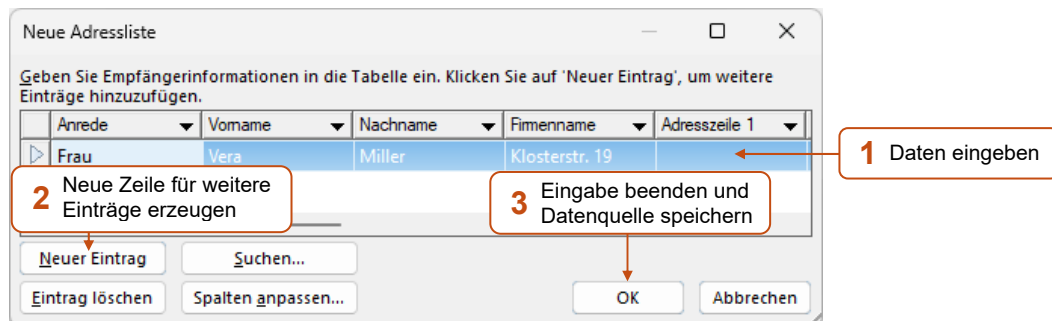 Neue Adressliste
Geben Sie Empfängerinformationen in die Tabelle ein. Klicken Sie auf 'Neuer Eintrag', um weitere
Einträge hinzuzufügen.
Anrede Vorname Nachname Firmenname Adresszeile 1
Frau Vera Miller Klosterstr. 19
1 Daten eingeben
2 Neue Zeile für weitere
Einträge erzeugen
3 Eingabe beenden und
Datenquelle speichern
Neuer Eintrag Suchen...
Eintrag löschen Spalten anpassen... OK Abbrechen